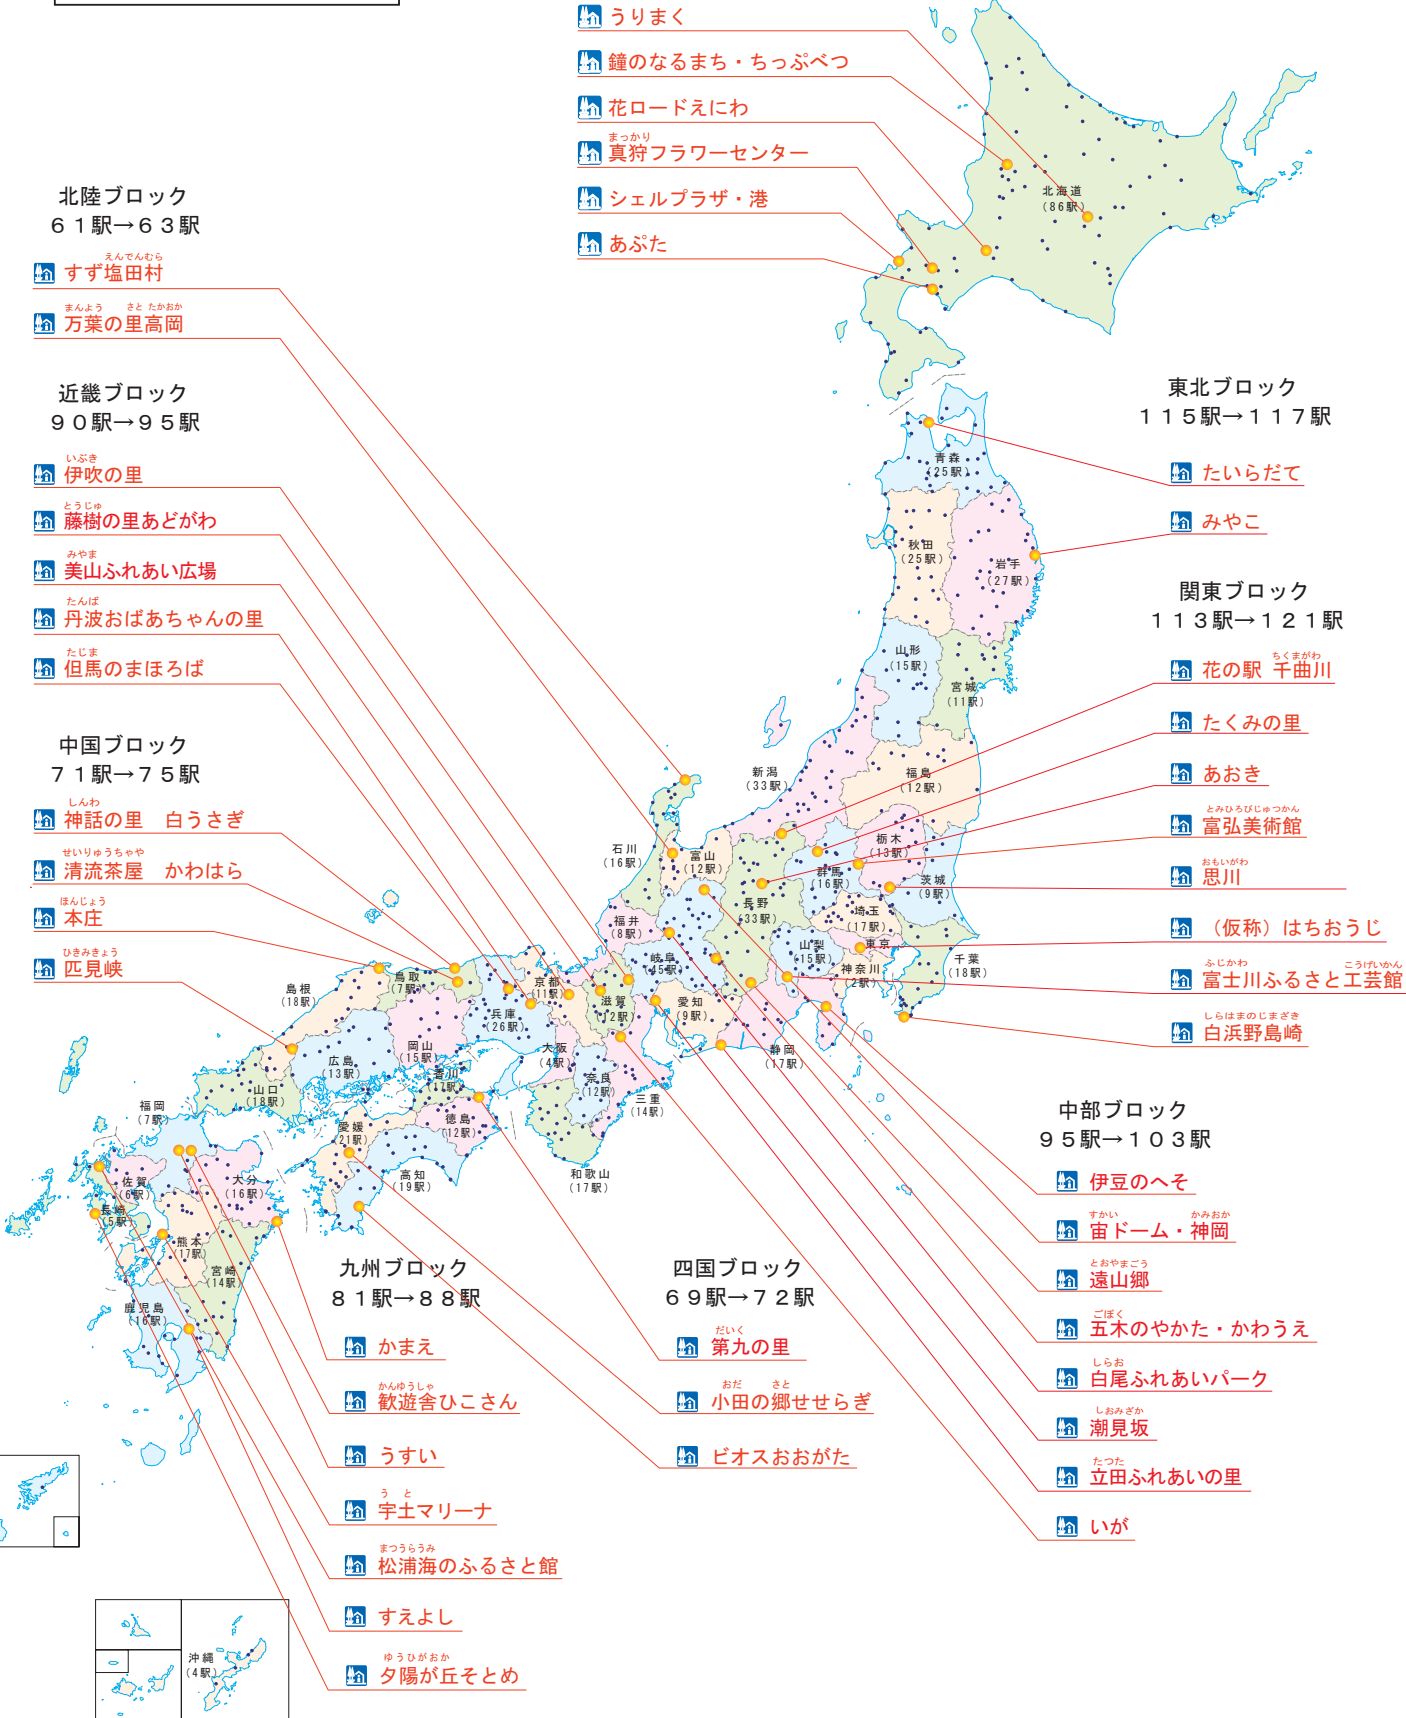 うりまく
鐘のなるまち・ちっぷべつ
花ロードえにわ
まっかり
真狩フラワーセンター
シェルプラザ・港
あぷた
北海道
(86駅)
北陸ブロック
６１駅→６３駅
えんでんむら
すず塩田村
まんよう　さと たかおか
万葉の里高岡
近畿ブロック
９０駅→９５駅
いぶき
伊吹の里
とうじゅ
藤樹の里あどがわ
みやま
美山ふれあい広場
たんば
丹波おばあちゃんの里
たじま
但馬のまほろば
中国ブロック
７１駅→７５駅
しんわ
神話の里　白うさぎ
せいりゅうちゃや
清流茶屋　かわはら
ほんじょう
本庄
ひきみきょう
匹見峡
東北ブロック
１１５駅→１１７駅
たいらだて
みやこ
関東ブロック
１１３駅→１２１駅
ちくまがわ
花の駅 千曲川
たくみの里
あおき
とみひろびじゅつかん
富弘美術館
おもいがわ
思川
（仮称）はちおうじ
ふじかわ　こうげいかん
富士川ふるさと工芸館
しらはまのじまざき
白浜野島崎
中部ブロック
９５駅→１０３駅
伊豆のへそ
すかい　かみおか
宙ドーム・神岡
とおやまごう
遠山郷
ごぼく
五木のやかた・かわうえ
しらお
白尾ふれあいパーク
しおみざか
潮見坂
たつた
立田ふれあいの里
いが
四国ブロック
６９駅→７２駅
だいく
第九の里
おだ　さと
小田の郷せせらぎ
ビオスおおがた
九州ブロック
８１駅→８８駅
かまえ
かんゆうしゃ
歓遊舎ひこさん
うすい
う と
宇土マリーナ
まつうらうみ
松浦海のふるさと館
すえよし
ゆうひがおか
夕陽が丘そとめ
青森
(25駅)
秋田
(25駅)
岩手
(27駅)
山形
(15駅)
宮城
(11駅)
福島
(12駅)
新潟
(33駅)
栃木
(13駅)
群馬
(16駅)
茨城
(9駅)
埼玉
(17駅)
東京
千葉
(18駅)
神奈川
(2駅)
山梨
(15駅)
長野
(33駅)
石川
(16駅)
富山
(12駅)
福井
(8駅)
岐阜
(45駅)
愛知
(9駅)
静岡
(17駅)
三重
(14駅)
滋賀
(12駅)
京都
(11駅)
兵庫
(26駅)
大阪
(4駅)
奈良
(12駅)
和歌山
(17駅)
鳥取
(7駅)
島根
(18駅)
岡山
(15駅)
広島
(13駅)
山口
(18駅)
香川
(17駅)
徳島
(12駅)
愛媛
(21駅)
高知
(19駅)
福岡
(7駅)
佐賀
(6駅)
長崎
(5駅)
大分
(16駅)
熊本
(17駅)
宮崎
(14駅)
鹿児島
(16駅)
沖縄
(4駅)